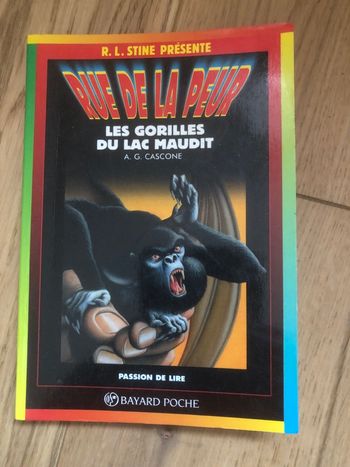 R. L. STINE PRÉSENTE
RUE DE LA PEUR
LES GORILLES
DU LAC MAUDIT
A. G. CASCONE
PASSION DE LIRE
BAYARD POCHE